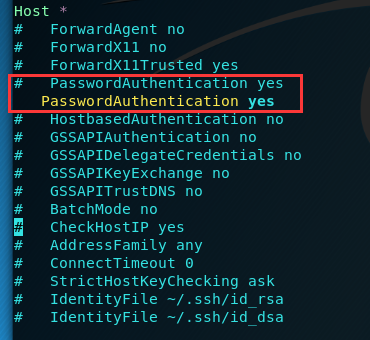 Host *
#   ForwardAgent no
#   ForwardX11 no
#   ForwardX11Trusted yes
#   PasswordAuthentication yes
   PasswordAuthentication yes
#   HostbasedAuthentication no
#   GSSAPIAuthentication no
#   GSSAPIDelegateCredentials no
#   GSSAPIKeyExchange no
#   GSSAPITrustDNS no
#   BatchMode no
#   CheckHostIP yes
#   AddressFamily any
#   ConnectTimeout 0
#   StrictHostKeyChecking ask
#   IdentityFile ~/.ssh/id_rsa
#   IdentityFile ~/.ssh/id_dsa